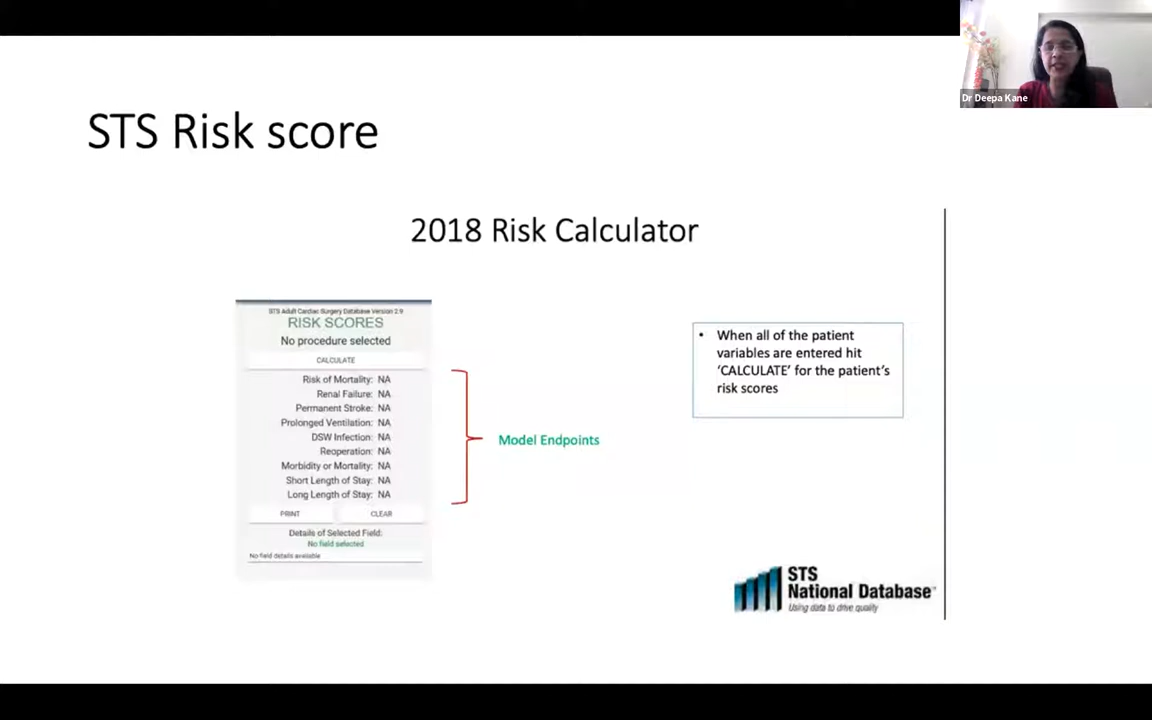 Dr Deepa Kane
STS Risk score
2018 Risk Calculator
STS Adult Cardiac Surgery Database Version 2.9
RISK SCORES
No procedure selected
CALCULATE
Risk of Mortality: NA
Renal Failure: NA
Permanent Stroke: NA
Prolonged Ventilation: NA
DSW Infection: NA
Reoperation: NA
Morbidity or Mortality: NA
Short Length of Stay: NA
Long Length of Stay: NA
PRINT CLEAR
Details of Selected Field:
No field selected
No field details available
Model Endpoints
• When all of the patient
variables are entered hit
‘CALCULATE’ for the patient’s
risk scores
STS
National Database™
Using data to drive quality